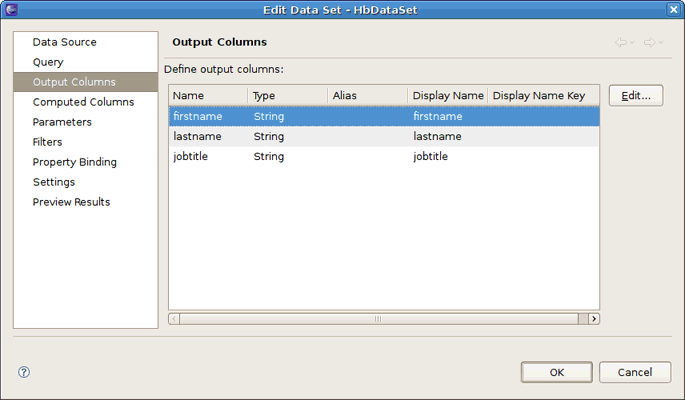 Edit Data Set - HbDataSet
Data Source
Query
Output Columns
Computed Columns
Parameters
Filters
Property Binding
Settings
Preview Results
Output Columns
Define output columns:
Name Type Alias Display Name Display Name Key
firstname String firstname
lastname String lastname
jobtitle String jobtitle
Edit...
?
OK Cancel